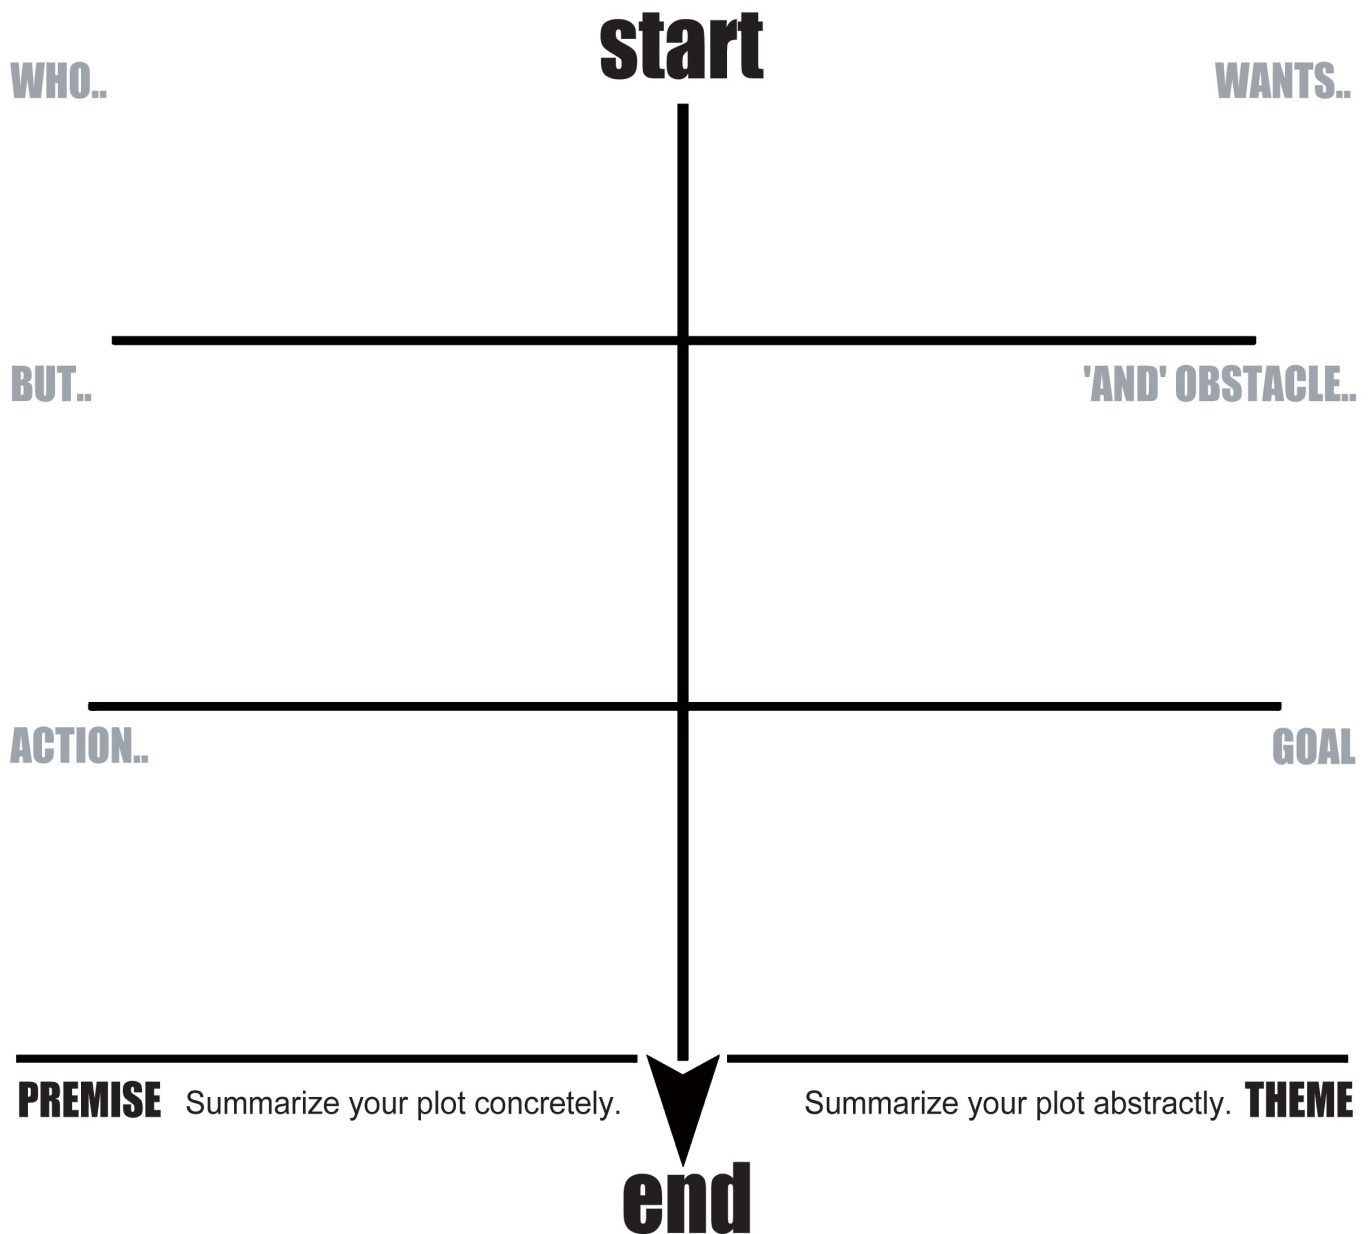 start
WHO..
WANTS..
BUT..
'AND' OBSTACLE..
ACTION..
GOAL
PREMISE Summarize your plot concretely.
Summarize your plot abstractly. THEME
end